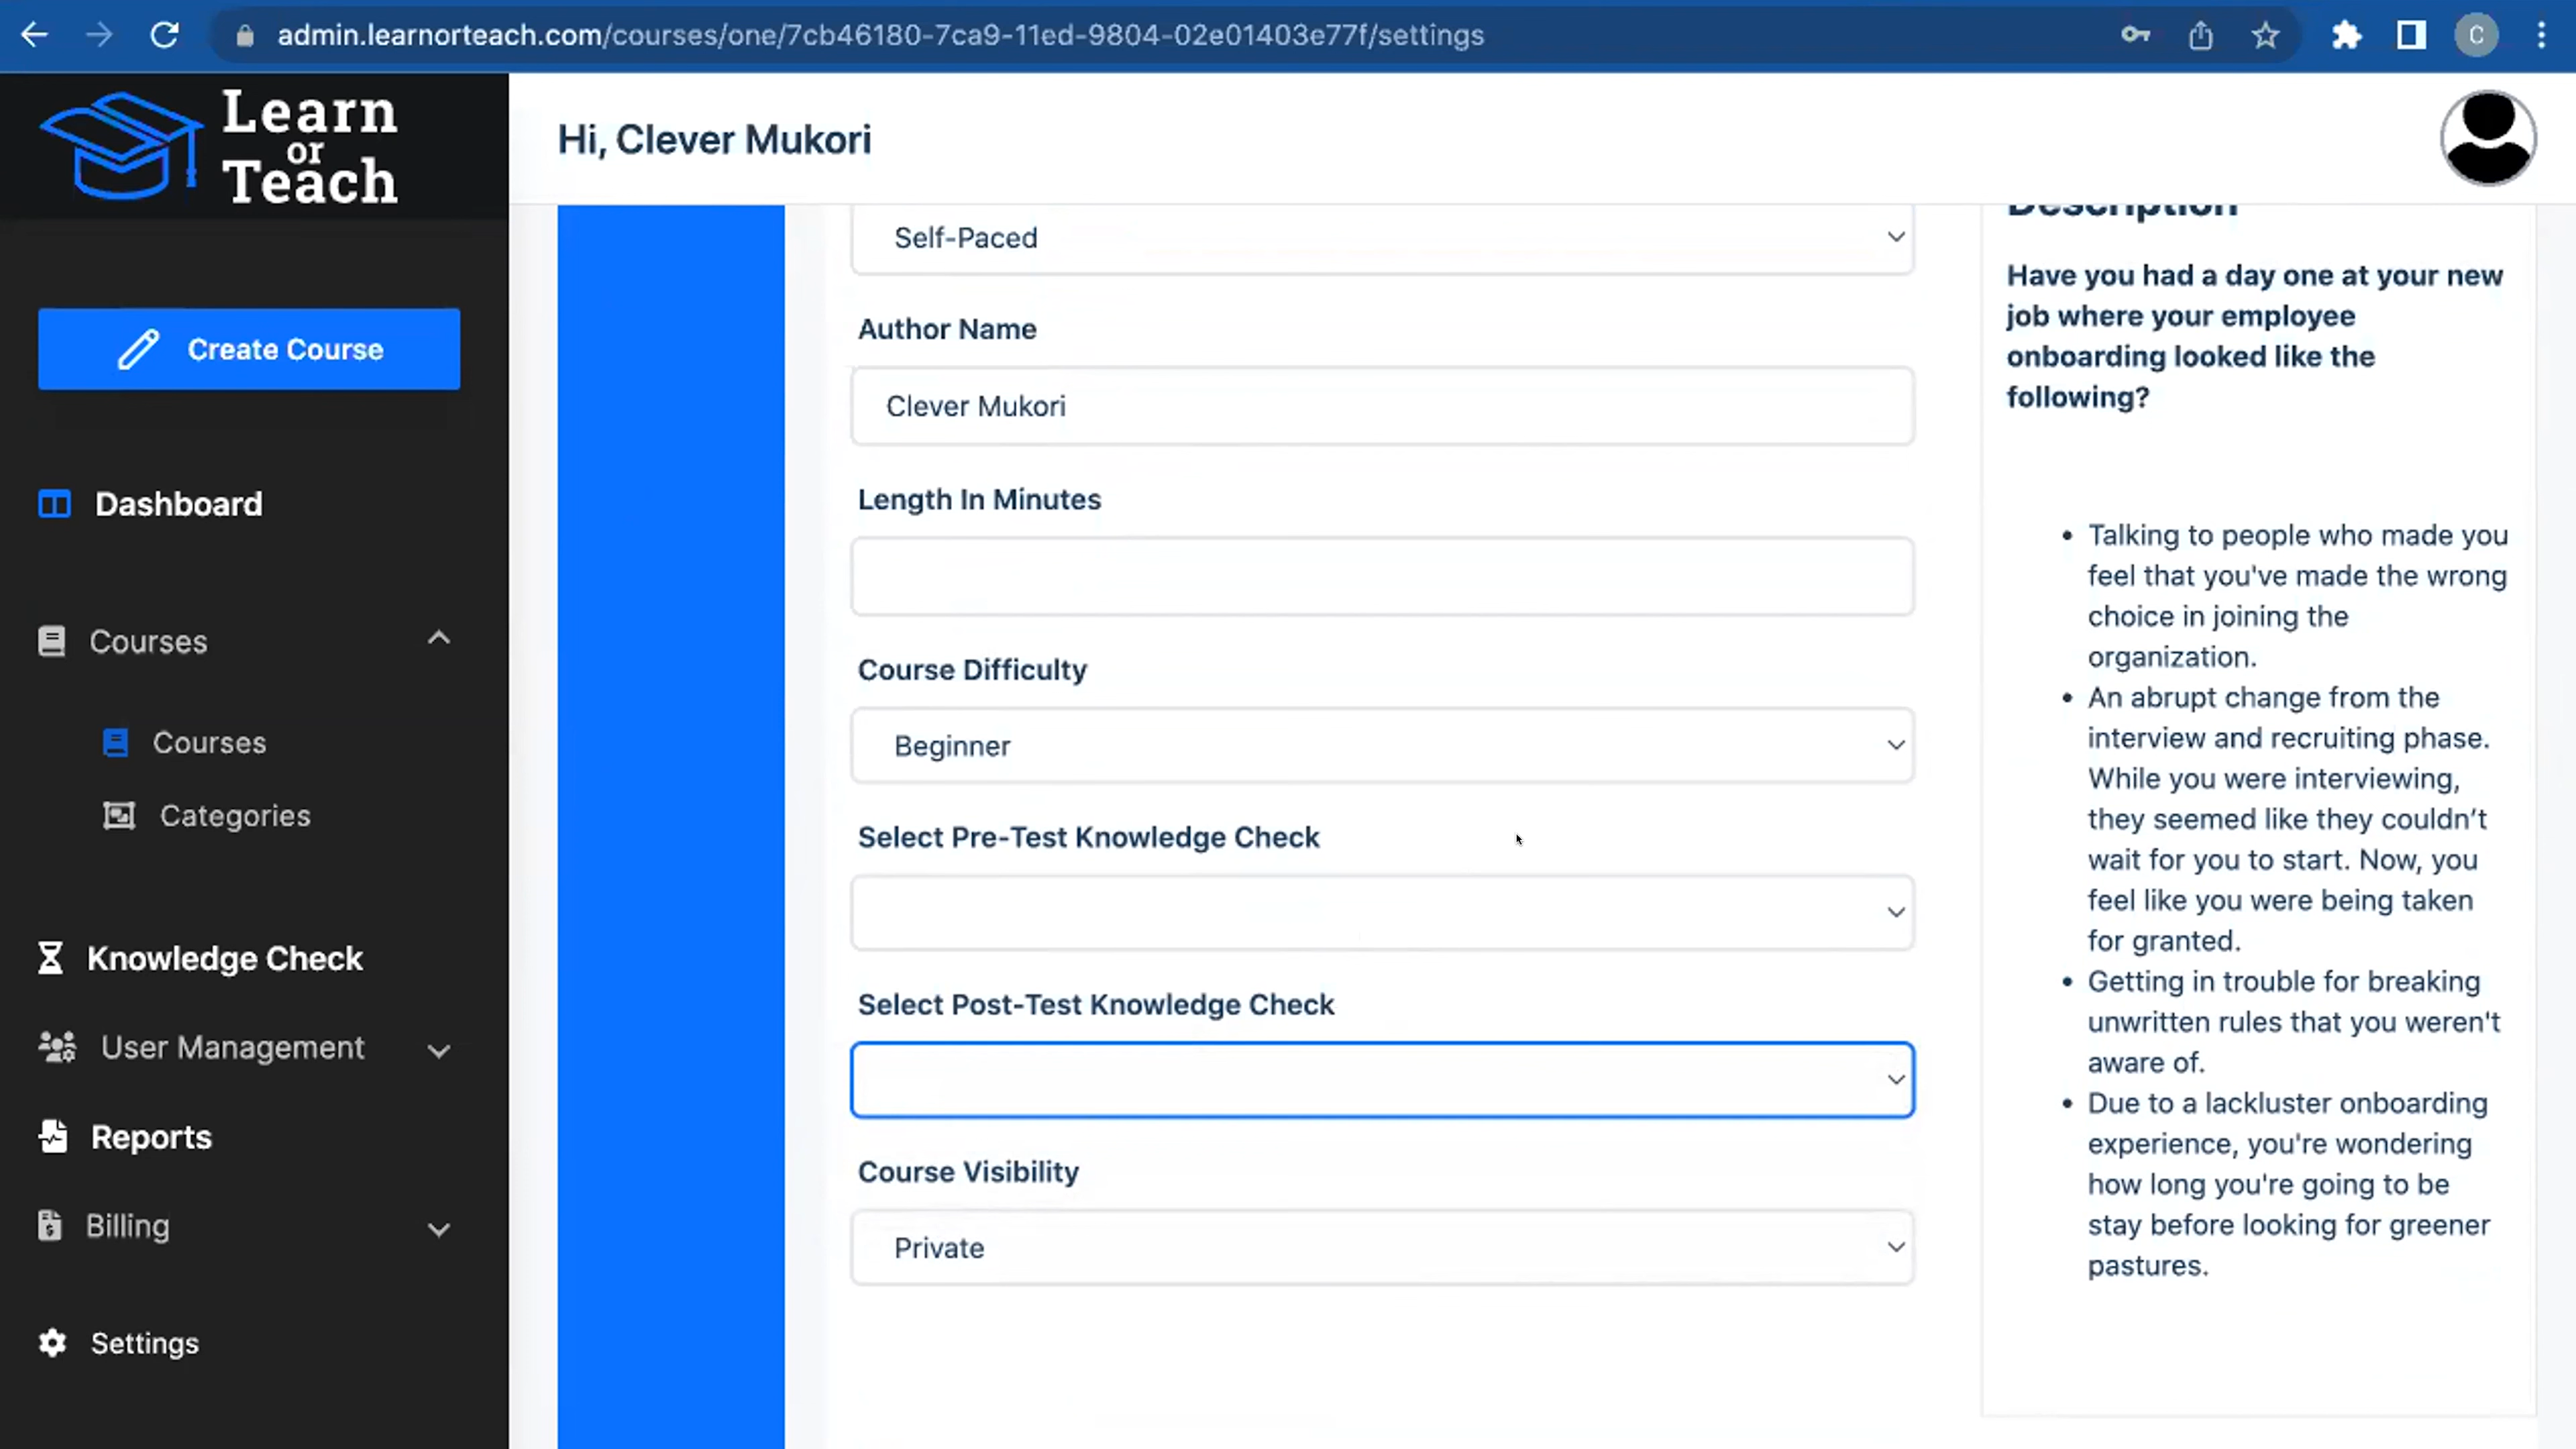 admin.learnorteach.com/courses/one/7cb46180-7ca9-11ed-9804-02e01403e77f/settings
C
Learn
or
Teach
Hi, Clever Mukori
Create Course
Dashboard
Courses
Courses
Categories
Knowledge Check
User Management
Reports
Billing
Settings
Self-Paced
Author Name
Clever Mukori
Length In Minutes
Course Difficulty
Beginner
Select Pre-Test Knowledge Check
Select Post-Test Knowledge Check
Course Visibility
Private
Description
Have you had a day one at your new
job where your employee
onboarding looked like the
following?
• Talking to people who made you
feel that you've made the wrong
choice in joining the
organization.
• An abrupt change from the
interview and recruiting phase.
While you were interviewing,
they seemed like they couldn’t
wait for you to start. Now, you
feel like you were being taken
for granted.
• Getting in trouble for breaking
unwritten rules that you weren't
aware of.
• Due to a lackluster onboarding
experience, you're wondering
how long you're going to be
stay before looking for greener
pastures.